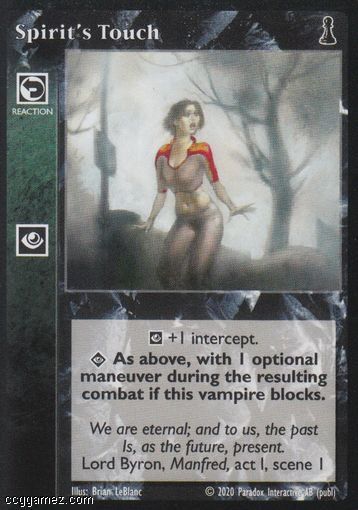 Spirit's Touch
REACTION
+1 intercept.
As above, with 1 optional
maneuver during the resulting
combat if this vampire blocks.
We are eternal; and to us, the past
Is, as the future, present.
Lord Byron, Manfred, act I, scene 1
Illus: Brian LeBlanc © 2020 Paradox Interactive AB (publ)
ccggamez.com